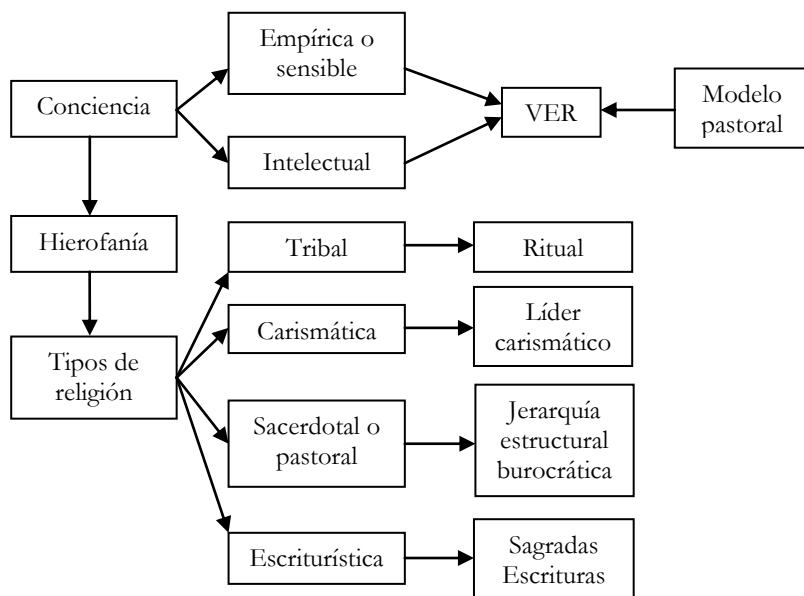 Empírica o
sensible
Conciencia
VER
Modelo
pastoral
Intelectual
Hierofanía
Tribal
Ritual
Carismática
Líder
carismático
Tipos de
religión
Sacerdotal o
pastoral
Jerarquía
estructural
burocrática
Escriturística
Sagradas
Escrituras